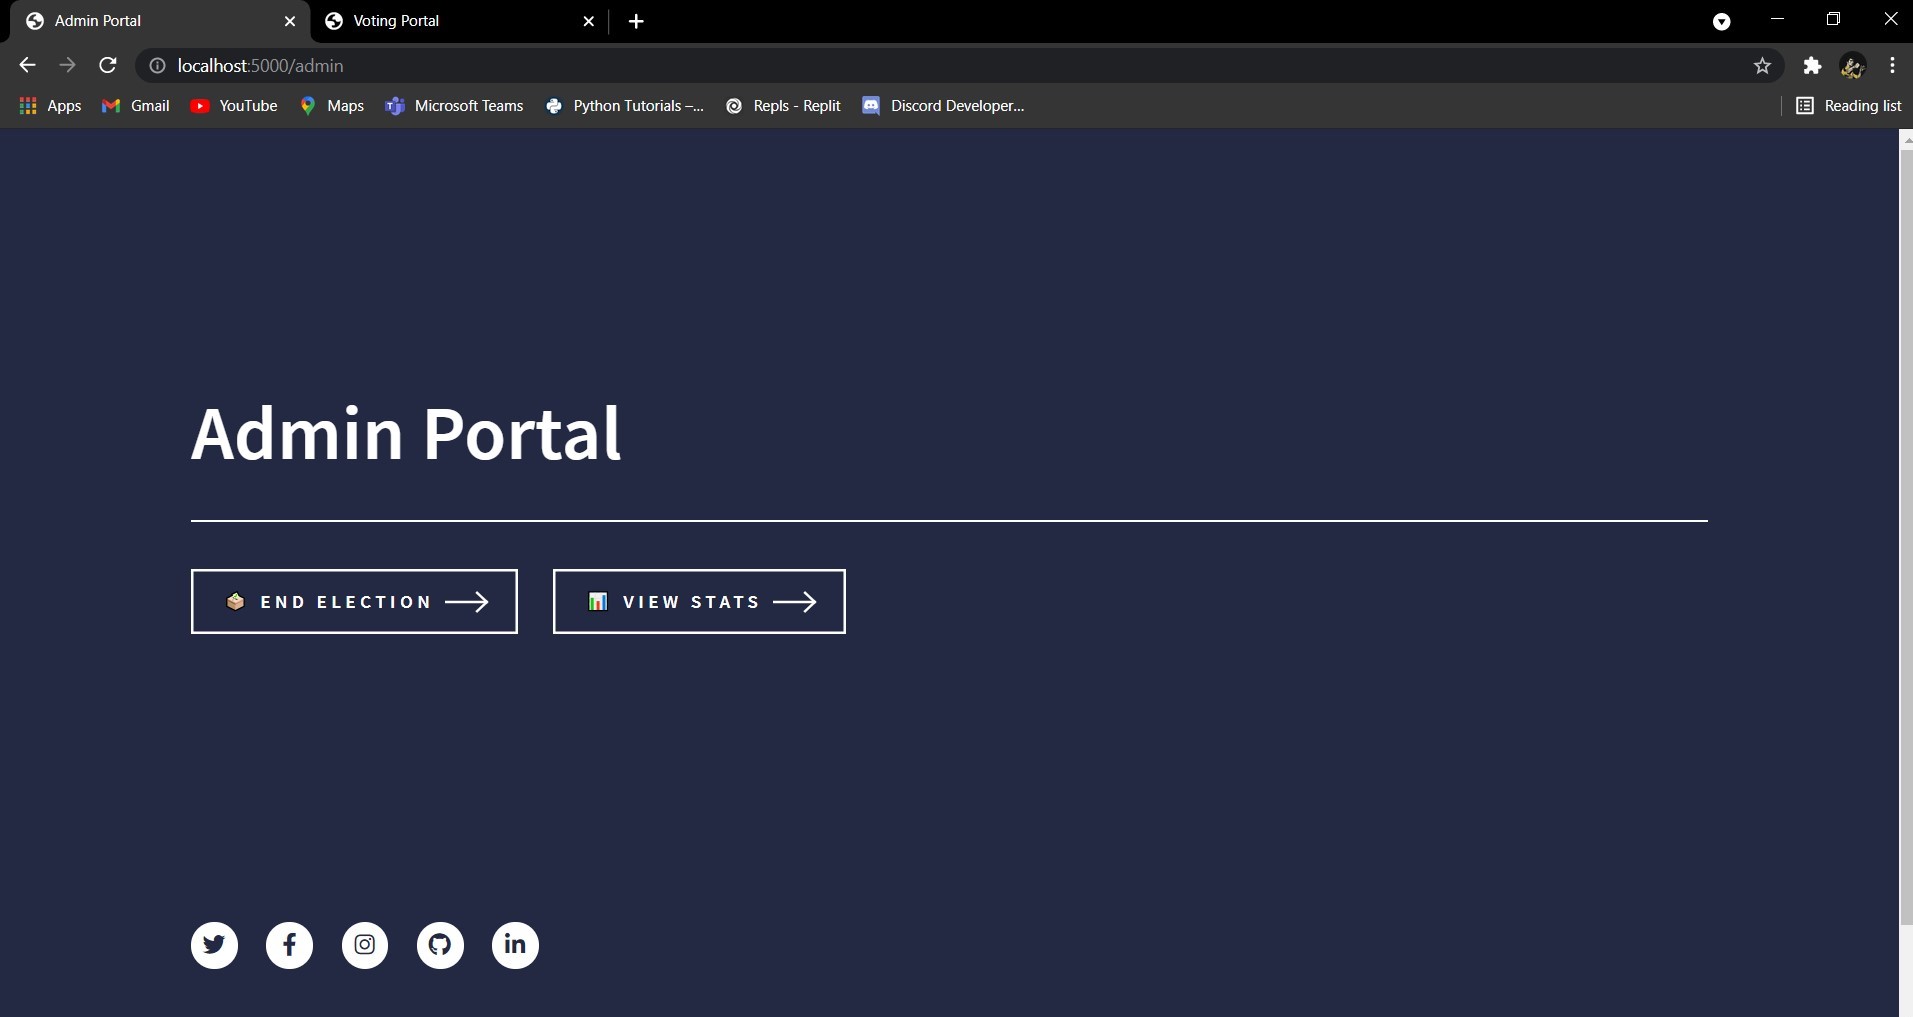 Admin Portal
Voting Portal
localhost:5000/admin
Apps
Gmail
YouTube
Maps
Microsoft Teams
Python Tutorials –...
Repls - Replit
Discord Developer...
Reading list
Admin Portal
END ELECTION
VIEW STATS